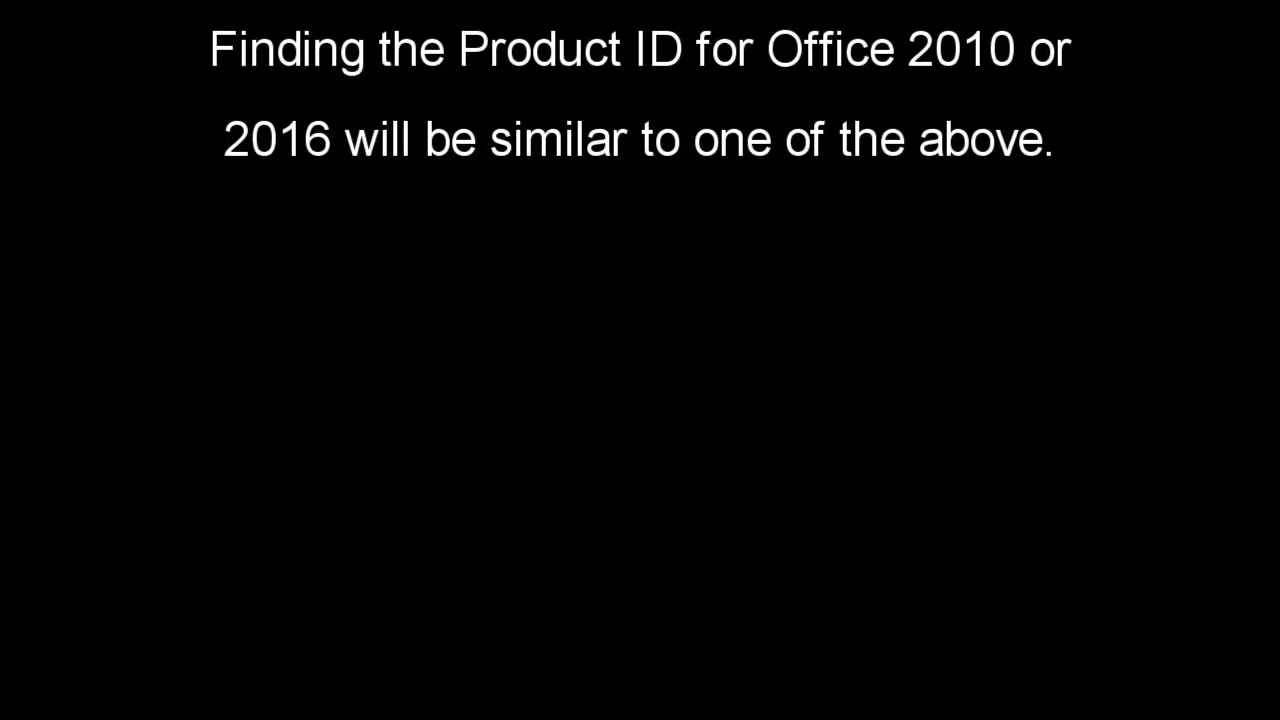 Finding the Product ID for Office 2010 or
2016 will be similar to one of the above.